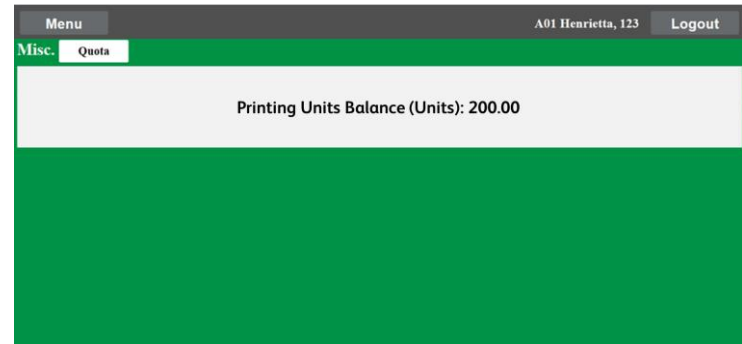 Menu A01 Henrietta, 123 Logout
Misc. Quota
Printing Units Balance (Units): 200.00